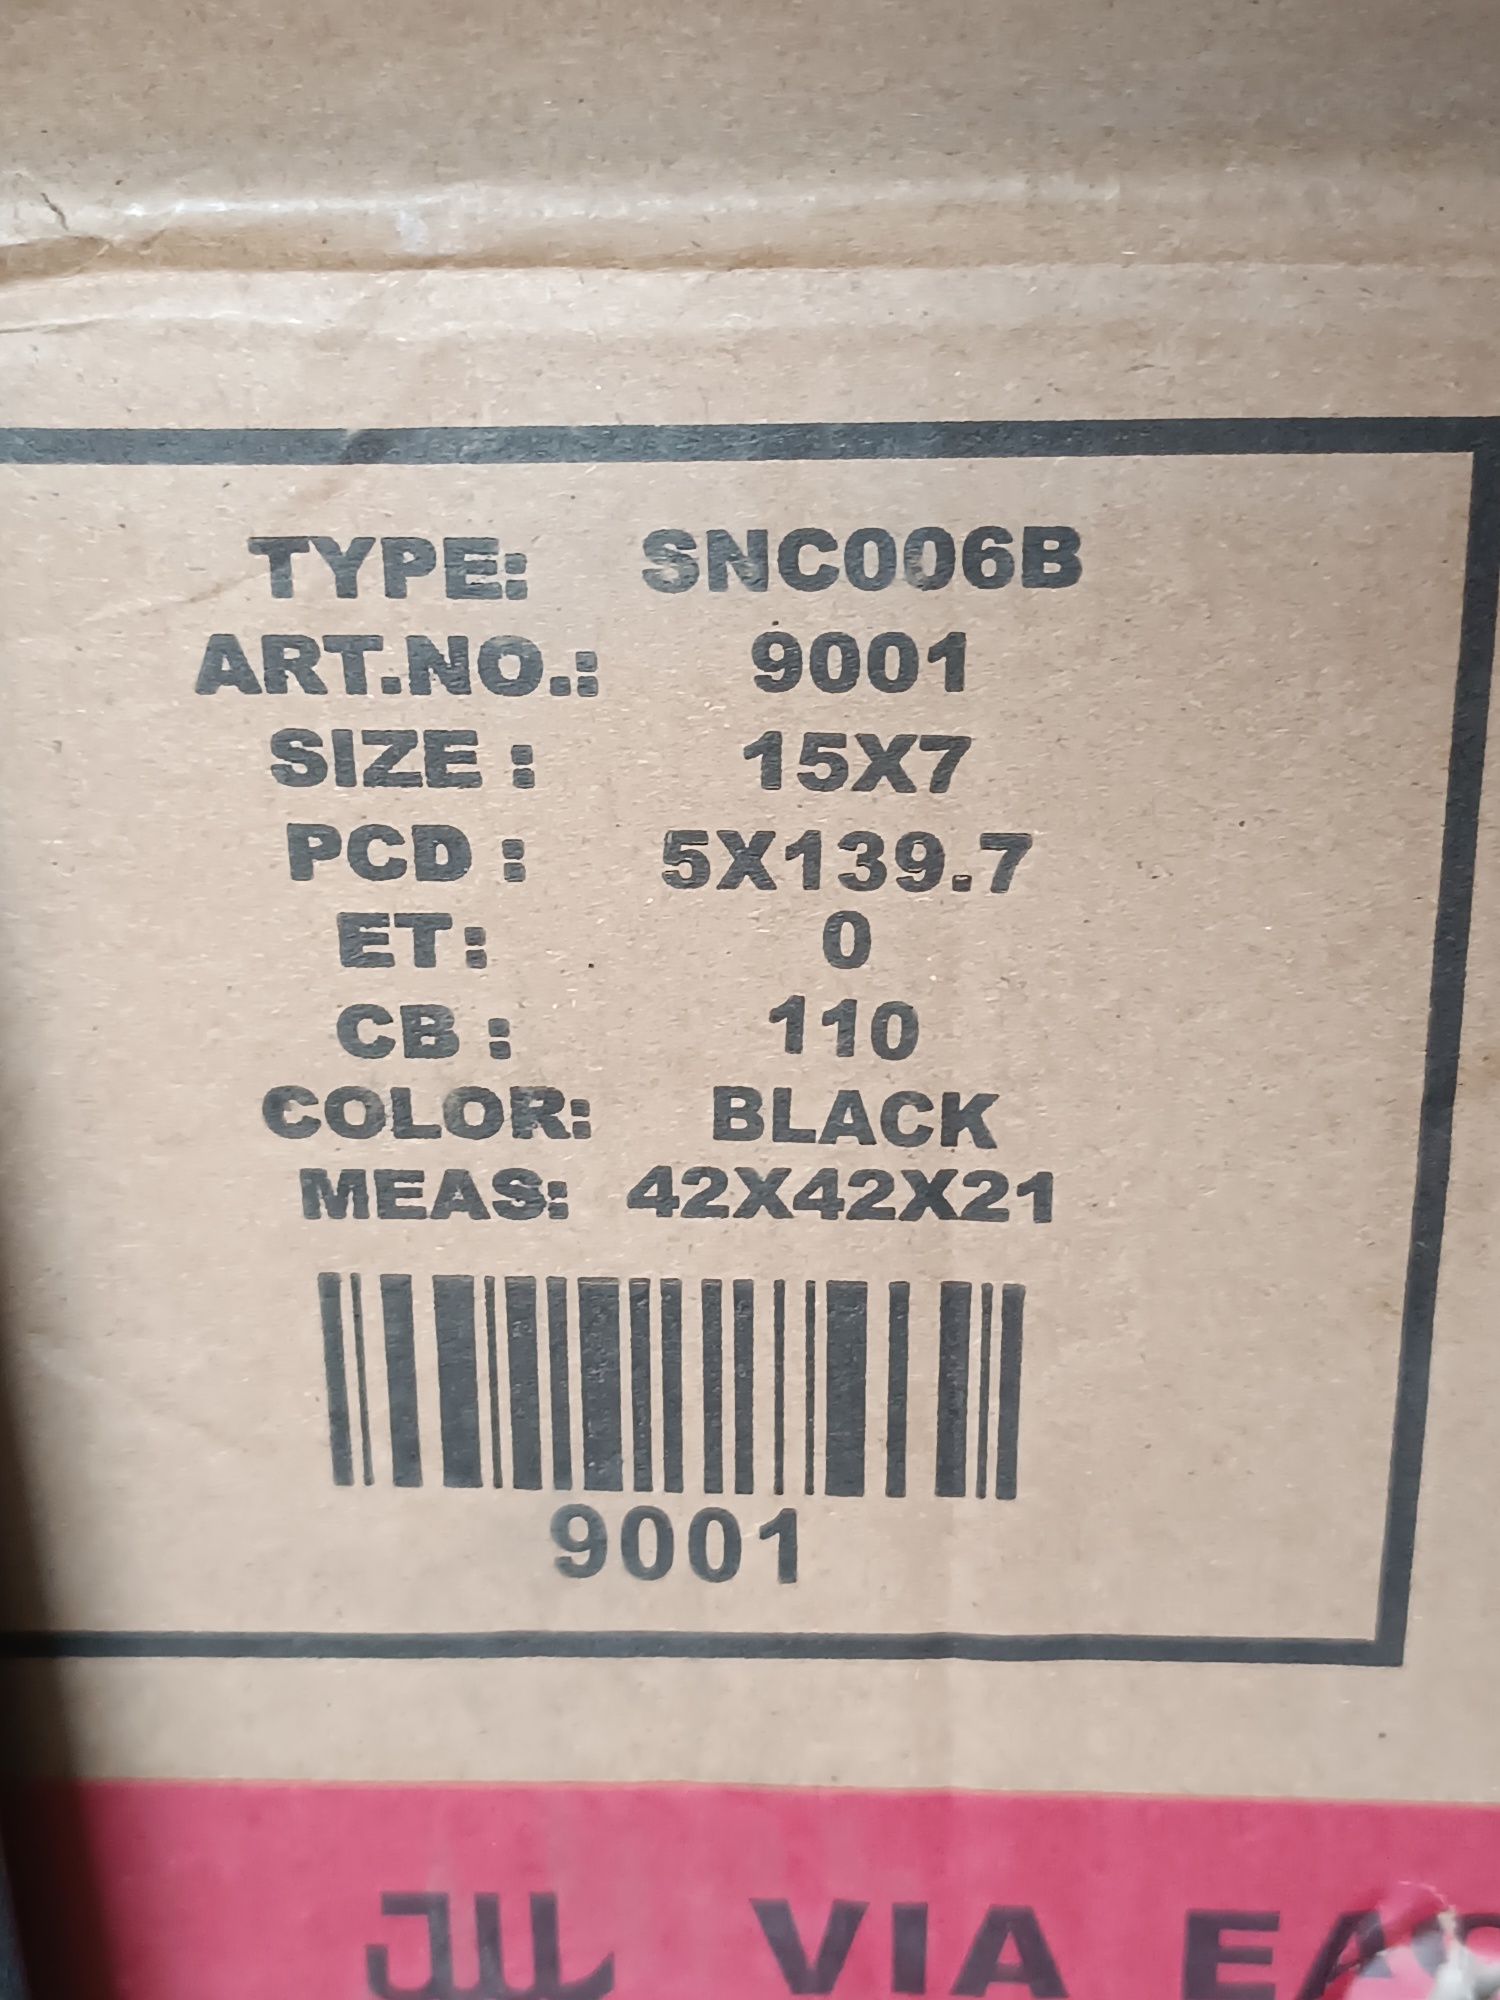 TYPE: SNC006B
ART.NO.: 9001
SIZE : 15X7
PCD : 5X139.7
ET: 0
CB : 110
COLOR: BLACK
MEAS: 42X42X21
9001
JWL VIA